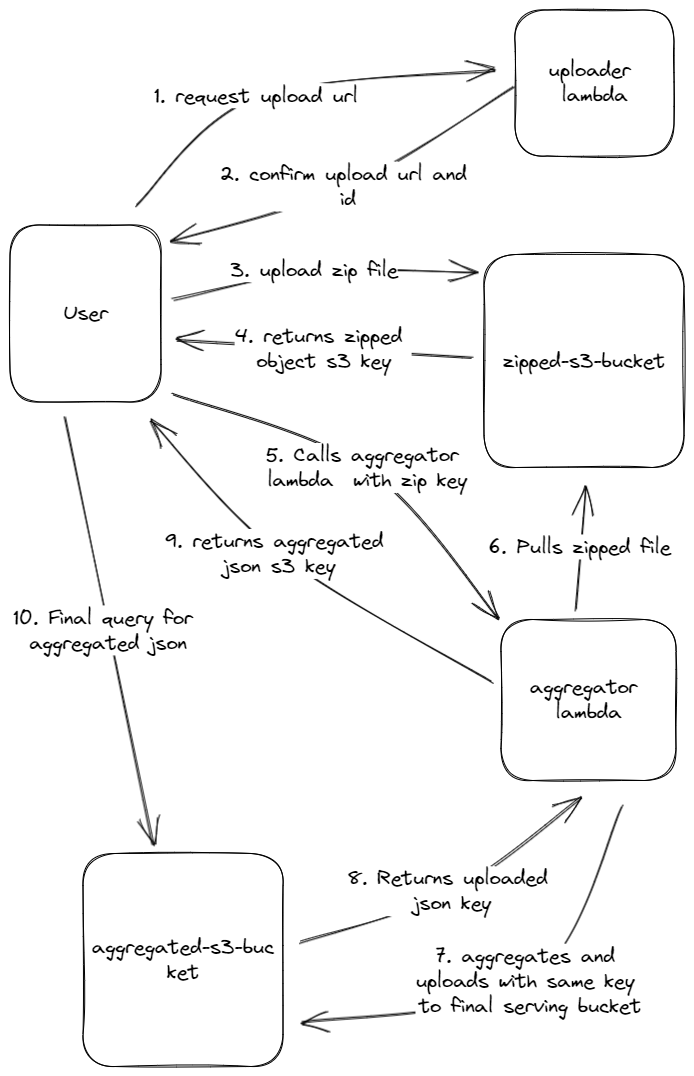 uploader
lambda
1. request upload url
2. confirm upload url and
id
3. upload zip file
User
4. returns zipped
object s3 key
zipped-s3-bucket
5. Calls aggregator
lambda with zip key
9. returns aggregated
json s3 key
6. Pulls zipped file
10. Final query for
aggregated json
aggregator
lambda
8. Returns uploaded
json key
aggregated-s3-buc
ket
7. aggregates and
uploads with same key
to final serving bucket